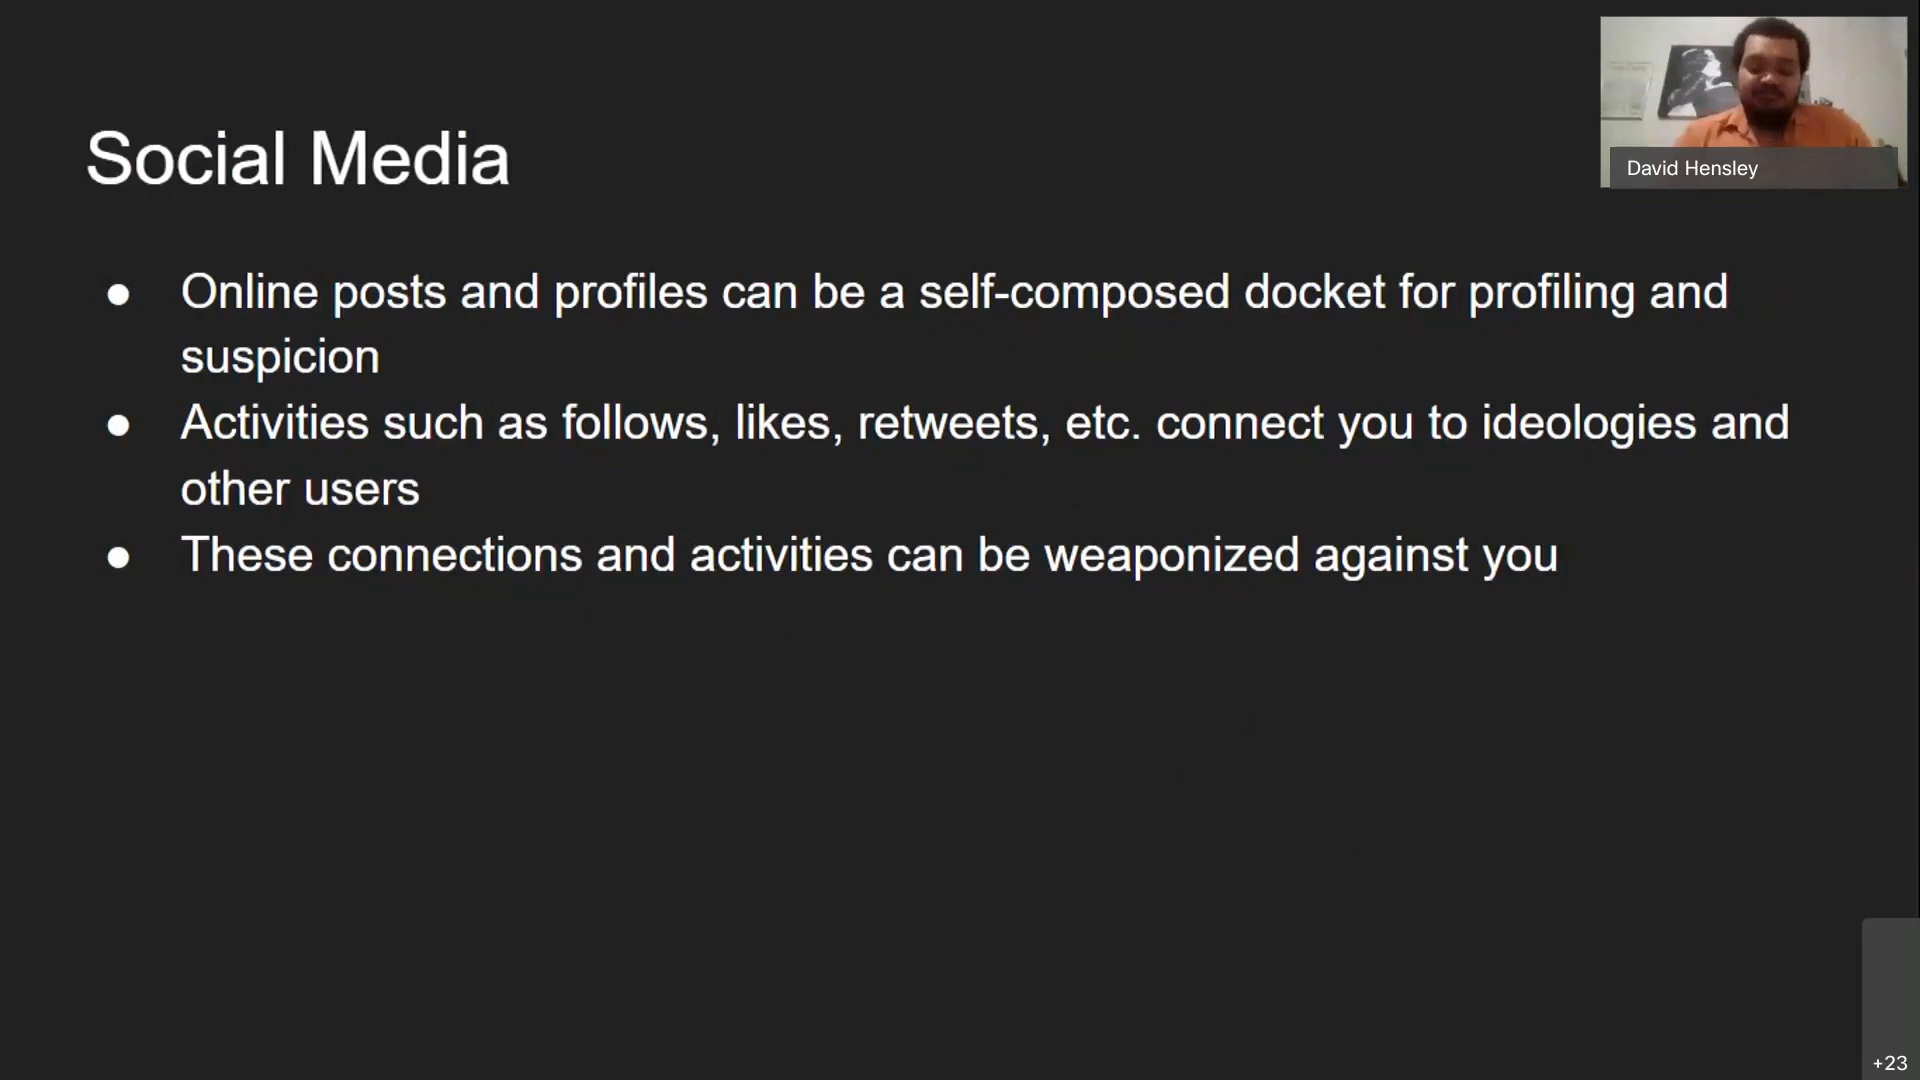 Social Media
David Hensley
● Online posts and profiles can be a self-composed docket for profiling and
suspicion
● Activities such as follows, likes, retweets, etc. connect you to ideologies and
other users
● These connections and activities can be weaponized against you
+23